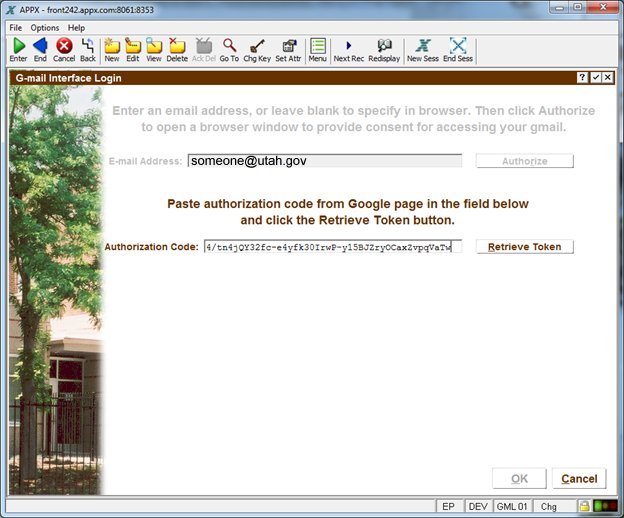 APPX - front242.appx.com:8061:8353
File Options Help
Enter End Cancel Back New Edit View Delete Ack Del Go To Chg Key Set Attr Menu Next Rec Redisplay New Sess End Sess
G-mail Interface Login
Enter an email address, or leave blank to specify in browser. Then click Authorize
to open a browser window to provide consent for accessing your gmail.
E-mail Address: someone@utah.gov Authorize
Paste authorization code from Google page in the field below
and click the Retrieve Token button.
Authorization Code: 4/tn4jQY32fc-e4yfk30IrwP-yl5BJZryOCaxZvpqVaTw Retrieve Token
OK Cancel
EP DEV GML 01 Chg